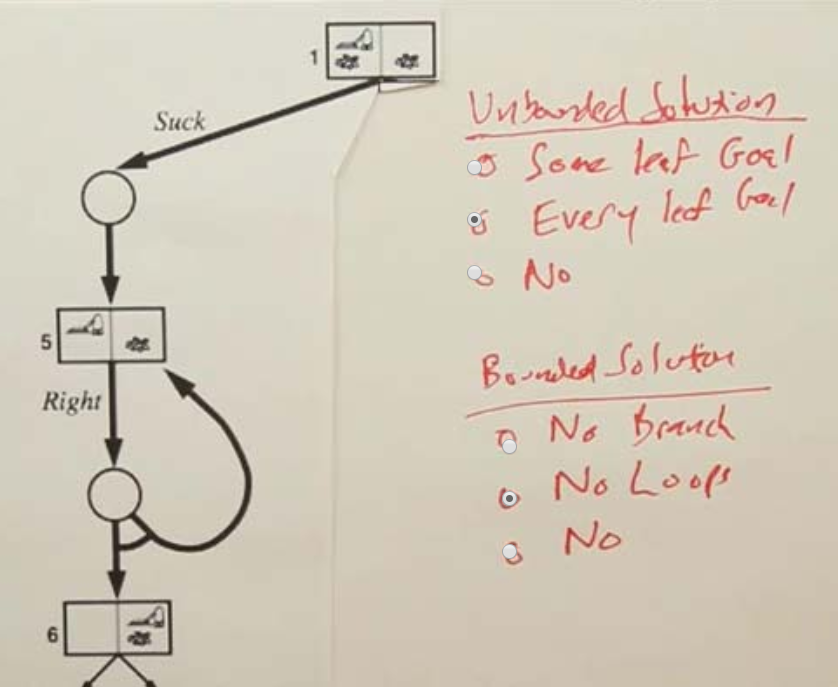 1
Suck
5
Right
6
Unbounded Solution
Some leaf Goal
Every leaf Goal
No
Bounded Solution
No Branch
No Loops
No